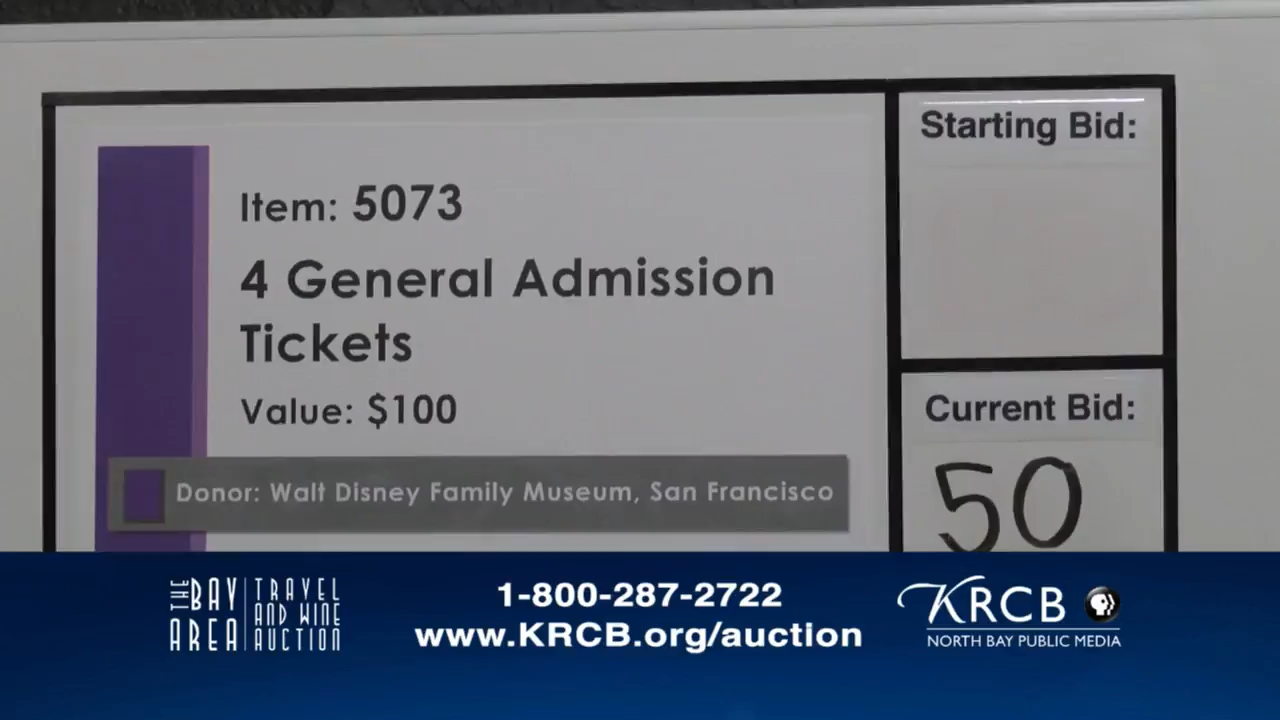 Item: 5073
4 General Admission
Tickets
Value: $100
Donor: Walt Disney Family Museum, San Francisco
Starting Bid:
Current Bid:
50
THE BAY AREA
TRAVEL
AND WINE
AUCTION
1-800-287-2722
www.KRCB.org/auction
KRCB
NORTH BAY PUBLIC MEDIA